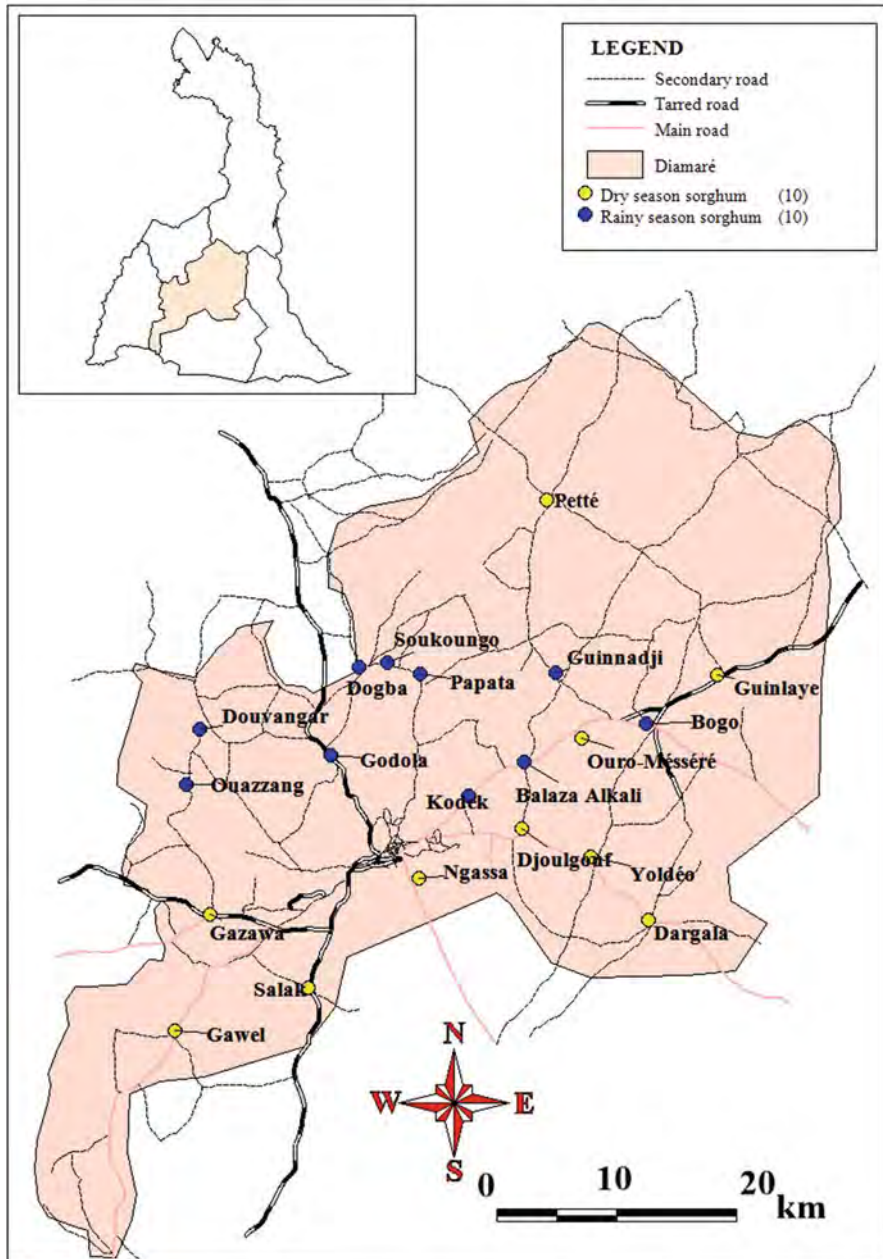 LEGEND
Secondary road
Tarred road
Main road
Diamaré
Dry season sorghum (10)
Rainy season sorghum (10)
Petté
Soukoungo
Dogba
Papata
Guinnadji
Guinlaye
Douvangar
Bogo
Godola
Ouro-Mésséré
Ouazzang
Kodek
Balaza Alkali
Djoulgouf
Yoldéo
Ngassa
Gazawa
Dargala
Salak
Gawel
N
W E
S
0 10 20
km